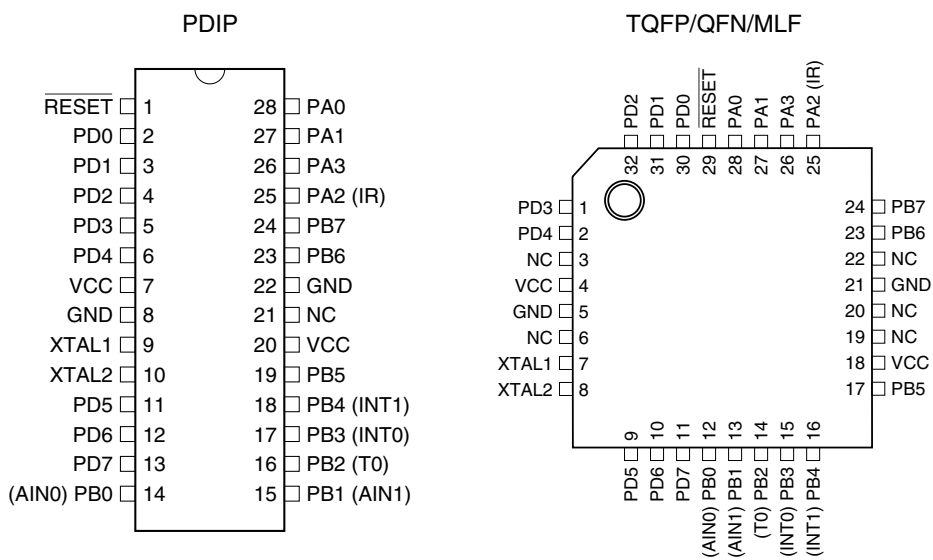 PDIP
RESET 1 28 PA0
PD0 2 27 PA1
PD1 3 26 PA3
PD2 4 25 PA2 (IR)
PD3 5 24 PB7
PD4 6 23 PB6
VCC 7 22 GND
GND 8 21 NC
XTAL1 9 20 VCC
XTAL2 10 19 PB5
PD5 11 18 PB4 (INT1)
PD6 12 17 PB3 (INT0)
PD7 13 16 PB2 (T0)
(AIN0) PB0 14 15 PB1 (AIN1)
TQFP/QFN/MLF
PD2 PD1 PD0 RESET PA0 PA1 PA3 PA2 (IR)
32 31 30 29 28 27 26 25
PD3 1 24 PB7
PD4 2 23 PB6
NC 3 22 NC
VCC 4 21 GND
GND 5 20 NC
NC 6 19 NC
XTAL1 7 18 VCC
XTAL2 8 17 PB5
9 10 11 12 13 14 15 16
PD5 PD6 PD7 (AIN0) PB0 (AIN1) PB1 (T0) PB2 (INT0) PB3 (INT1) PB4